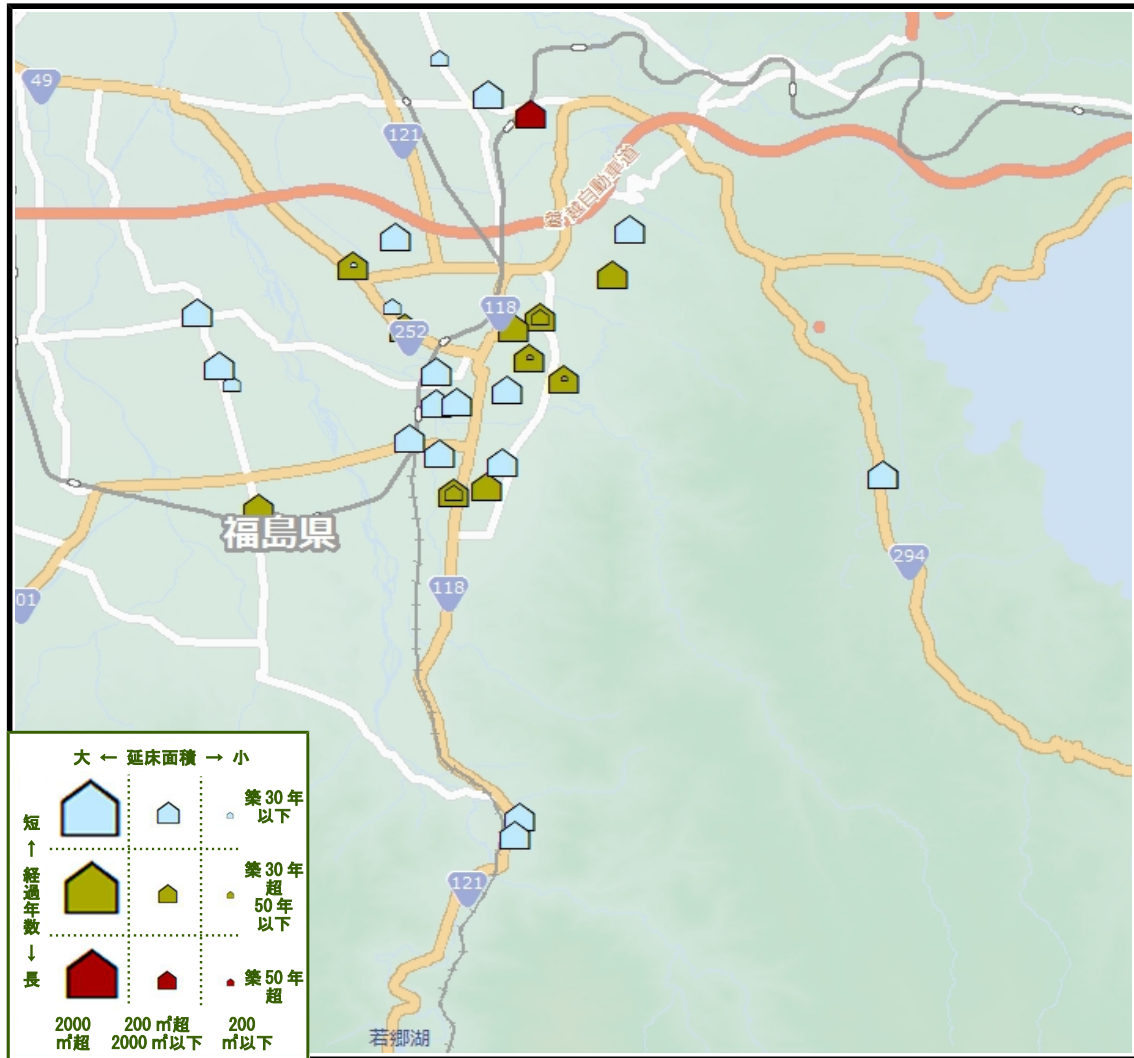 49
121
磐越自動車道
118
252
福島県
294
118
01
121
若郷湖
大 ← 延床面積 → 小
短 ↑ 経過年数 ↓ 長
築30年
以下
築30年
超
50年
以下
築50年
超
2000
㎡超
200㎡超
2000㎡以下
200
㎡以下